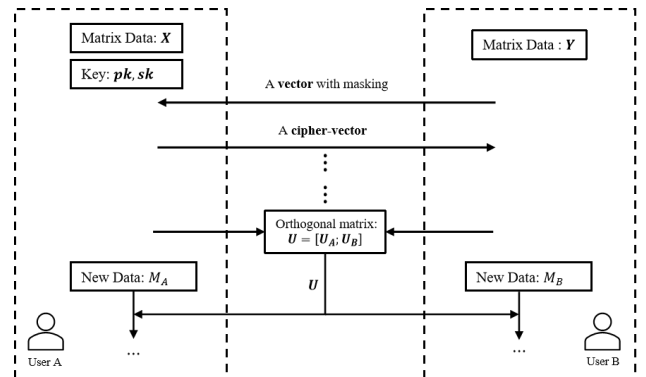 Matrix Data: X
Matrix Data : Y
Key: pk, sk
A vector with masking
A cipher-vector
Orthogonal matrix:
U = [U_A; U_B]
New Data: M_A
New Data: M_B
U
...
...
User A
User B